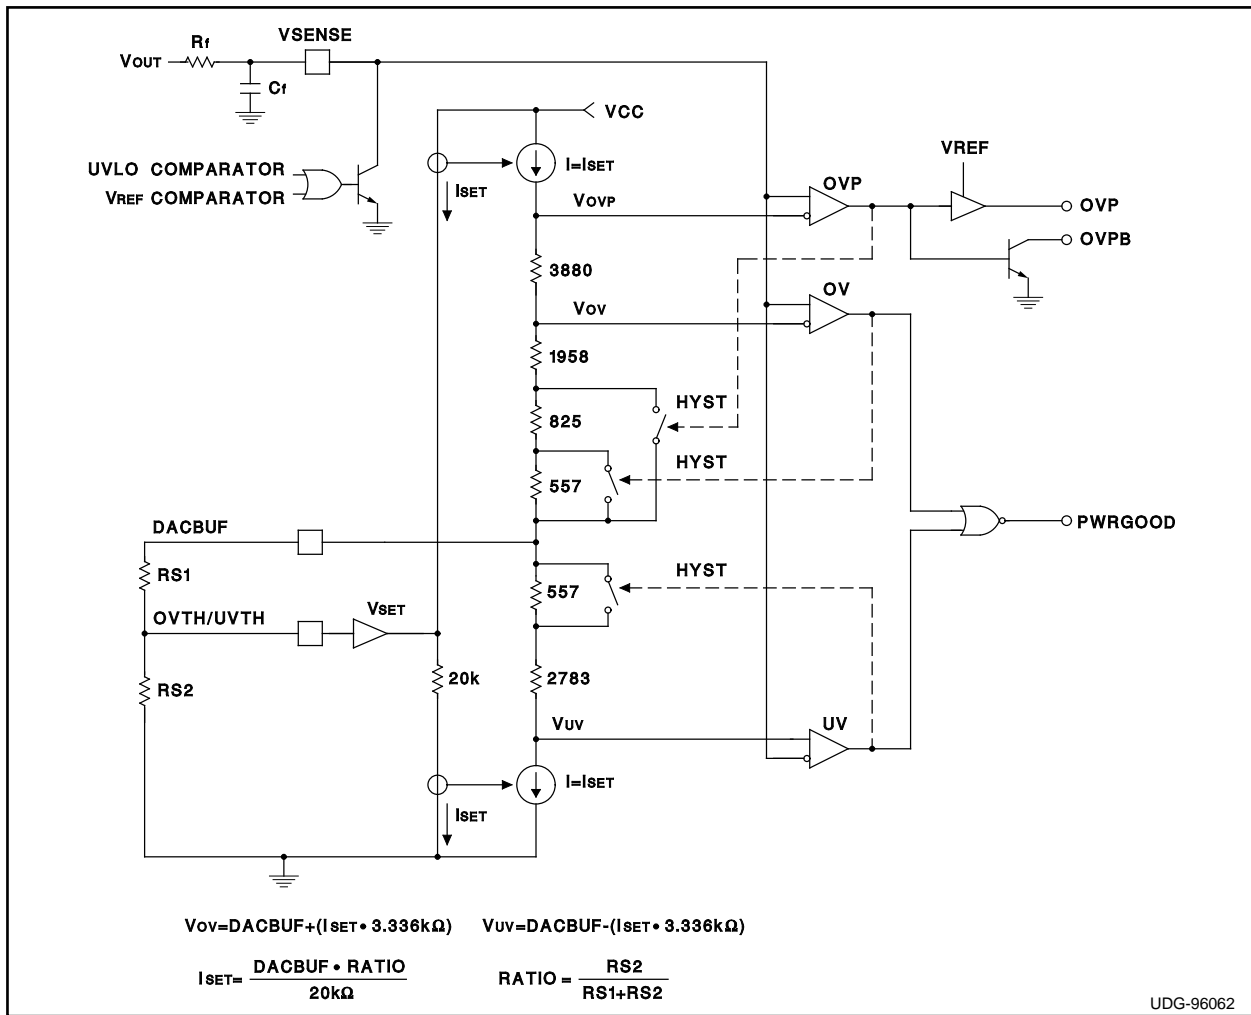 VSENSE
Rf
VOUT
Cf
VCC
UVLO COMPARATOR
VREF COMPARATOR
ISET
I=ISET
VREF
OVP
VOVP
OVP
OVPB
3880
OV
VOV
1958
HYST
825
HYST
557
DACBUF
PWRGOOD
RS1
HYST
557
OVTH/UVTH
VSET
RS2
20k
2783
VUV
UV
I=ISET
ISET
VOV=DACBUF+(ISET•3.336kΩ) VUV=DACBUF-(ISET•3.336kΩ)
ISET= DACBUF•RATIO / 20kΩ RATIO = RS2 / RS1+RS2
UDG-96062